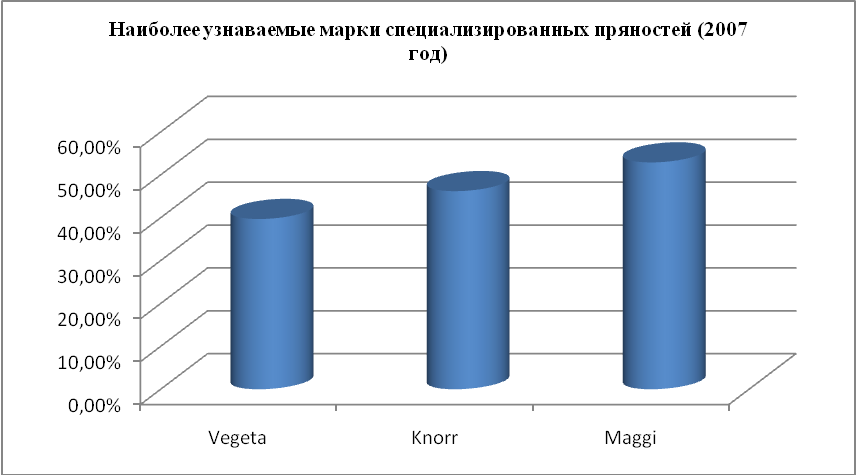 Наиболее узнаваемые марки специализированных пряностей (2007
год)
60,00%
50,00%
40,00%
30,00%
20,00%
10,00%
0,00%
Vegeta
Knorr
Maggi